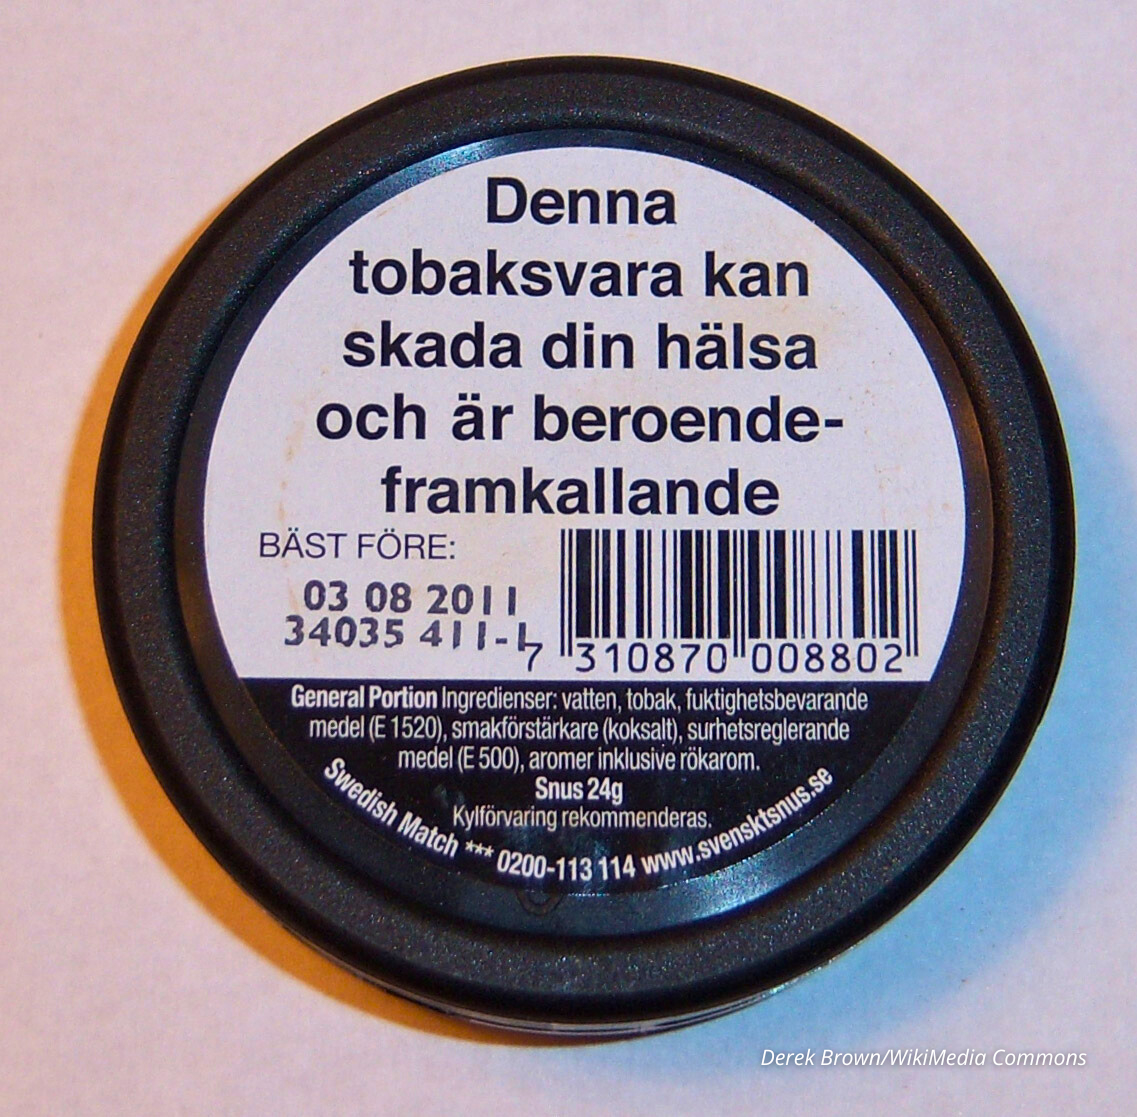 Denna
tobaksvara kan
skada din hälsa
och är beroende-
framkallande
BÄST FÖRE:
03 08 2011
34035 411-L
7 310870 008802
General Portion Ingredienser: vatten, tobak, fuktighetsbevarande
medel (E 1520), smakförstärkare (koksalt), surhetsreglerande
medel (E 500), aromer inklusive rökarom.
Snus 24g
Kylförvaring rekommenderas.
Swedish Match *** 0200-113 114 www.svensktsnus.se
Derek Brown/WikiMedia Commons